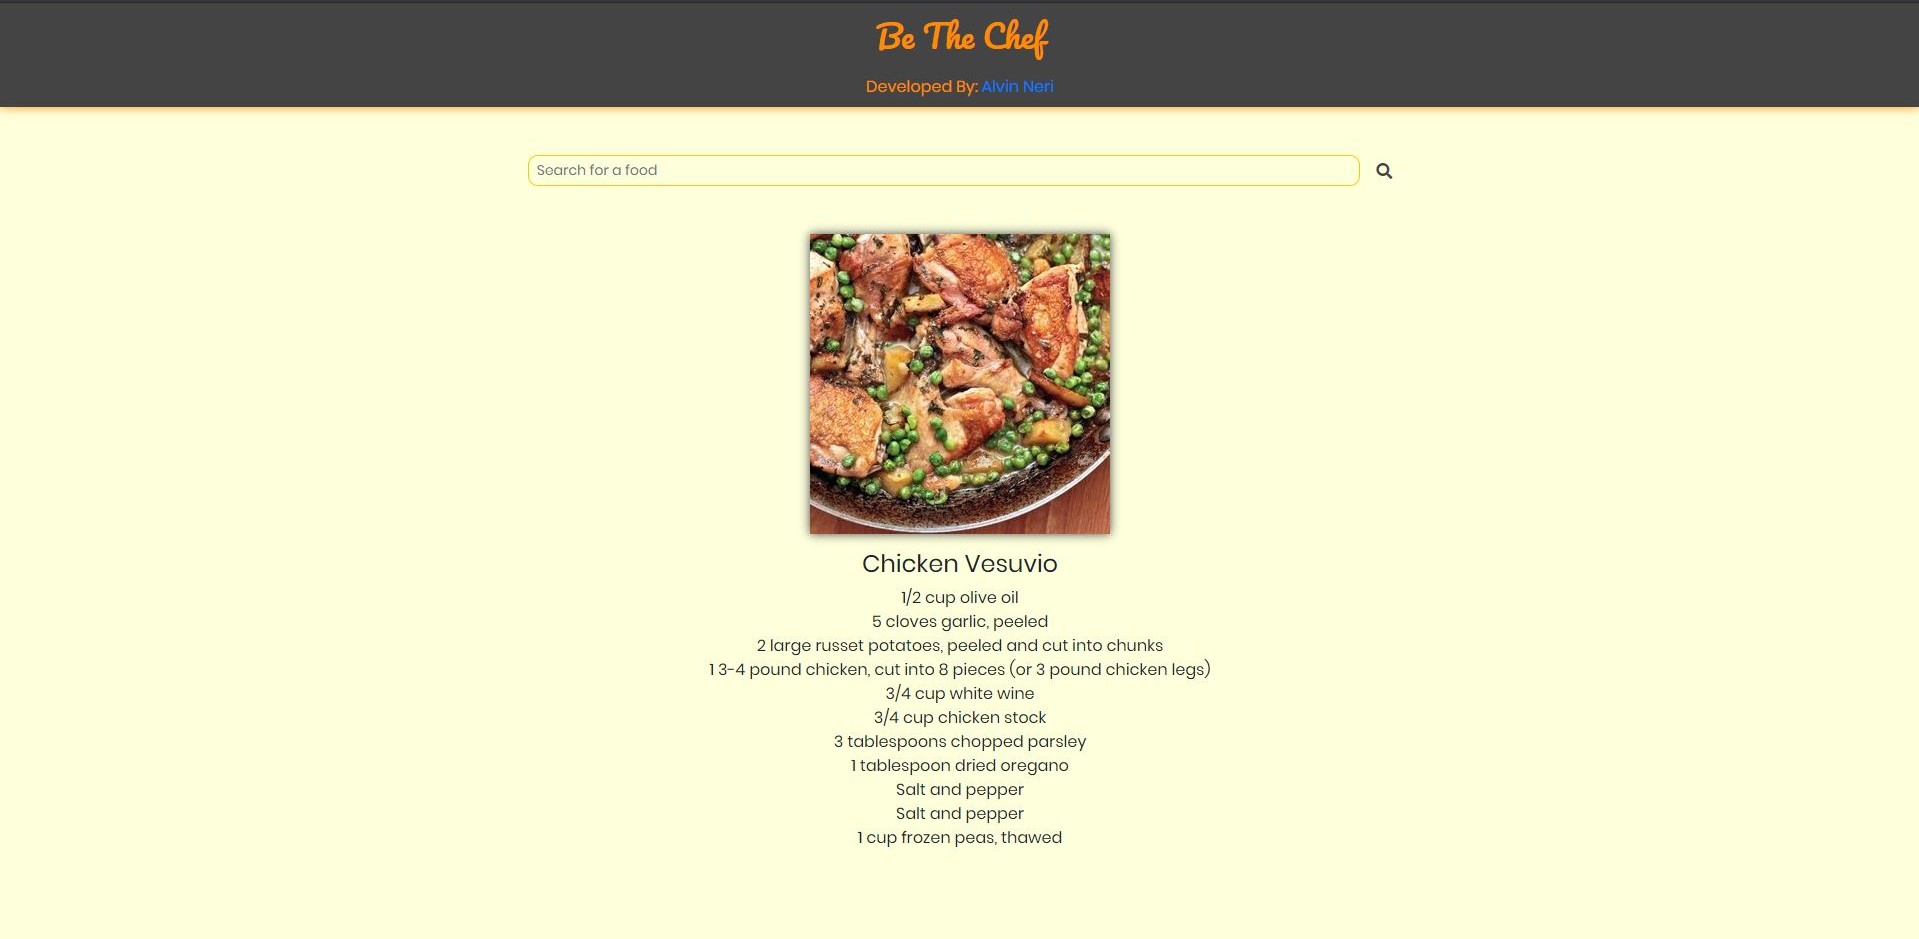 Be The Chef
Developed By: Alvin Neri
Search for a food
Chicken Vesuvio
1/2 cup olive oil
5 cloves garlic, peeled
2 large russet potatoes, peeled and cut into chunks
1 3-4 pound chicken, cut into 8 pieces (or 3 pound chicken legs)
3/4 cup white wine
3/4 cup chicken stock
3 tablespoons chopped parsley
1 tablespoon dried oregano
Salt and pepper
Salt and pepper
1 cup frozen peas, thawed